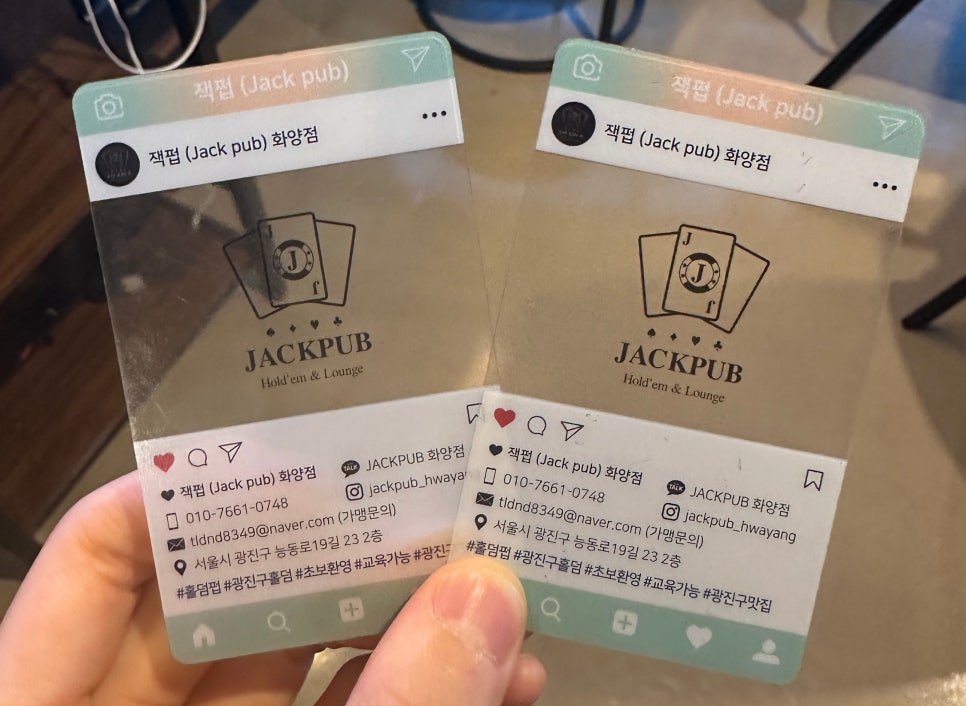 잭펍 (Jack pub)
잭펍 (Jack pub) 화양점
J
J
J
JACKPUB
Hold'em & Lounge
잭펍 (Jack pub) 화양점
TALK JACKPUB 화양점
010-7661-0748
jackpub_hwaya
tldnd8349@naver.com (가맹문의)
서울시 광진구 능동로19길 23 2층
#홀덤펍 #광진구홀덤 #초보환영 #교육가능 #광진구
잭펍 (Jack pub)
잭펍 (Jack pub) 화양점
J
J
J
JACKPUB
Hold'em & Lounge
잭펍 (Jack pub) 화양점
TALK JACKPUB 화양점
010-7661-0748
jackpub_hwayang
tldnd8349@naver.com (가맹문의)
서울시 광진구 능동로19길 23 2층
#홀덤펍 #광진구홀덤 #초보환영 #교육가능 #광진구맛집